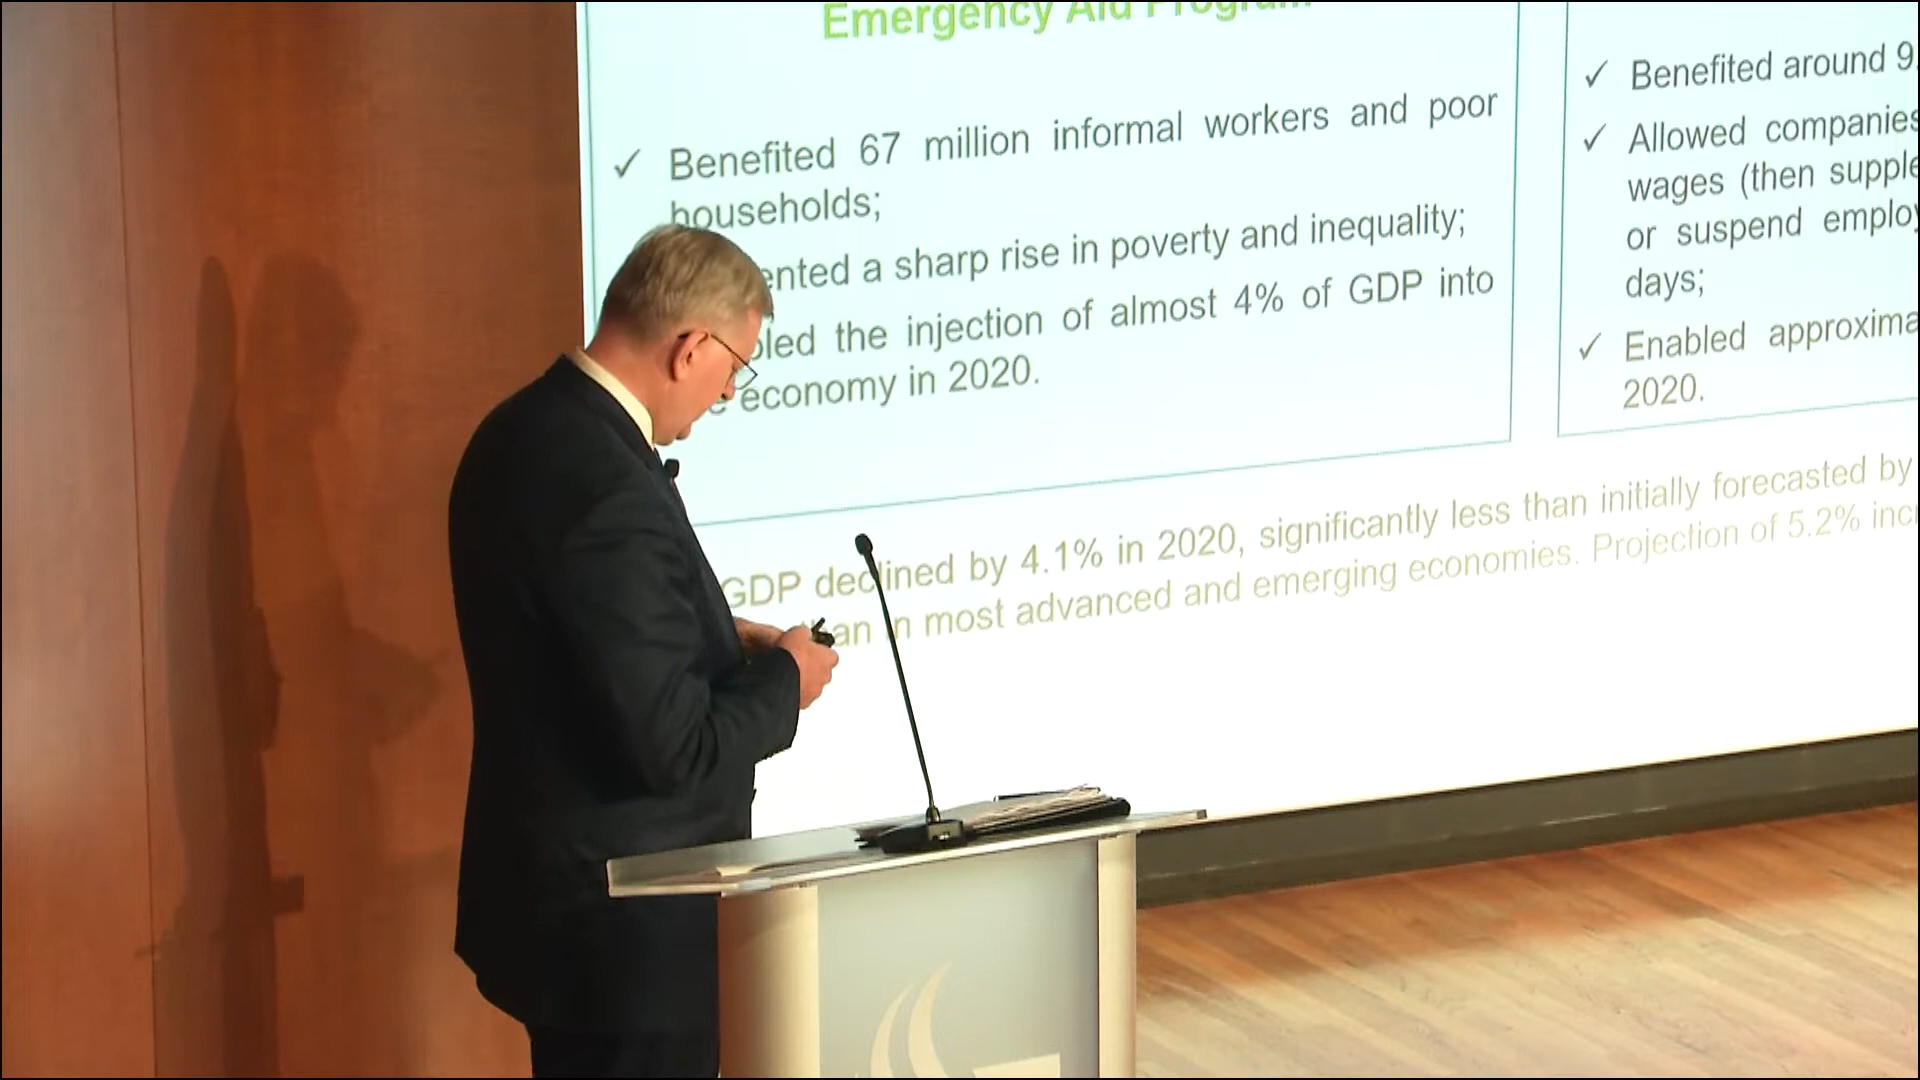 Emergency Aid Program
✓ Benefited 67 million informal workers and poor
households;
ented a sharp rise in poverty and inequality;
bled the injection of almost 4% of GDP into
e economy in 2020.
✓ Benefited around 9
✓ Allowed companies
wages (then supple
or suspend employ
days;
✓ Enabled approxima
2020.
GDP declined by 4.1% in 2020, significantly less than initially forecasted by
than in most advanced and emerging economies. Projection of 5.2% inc